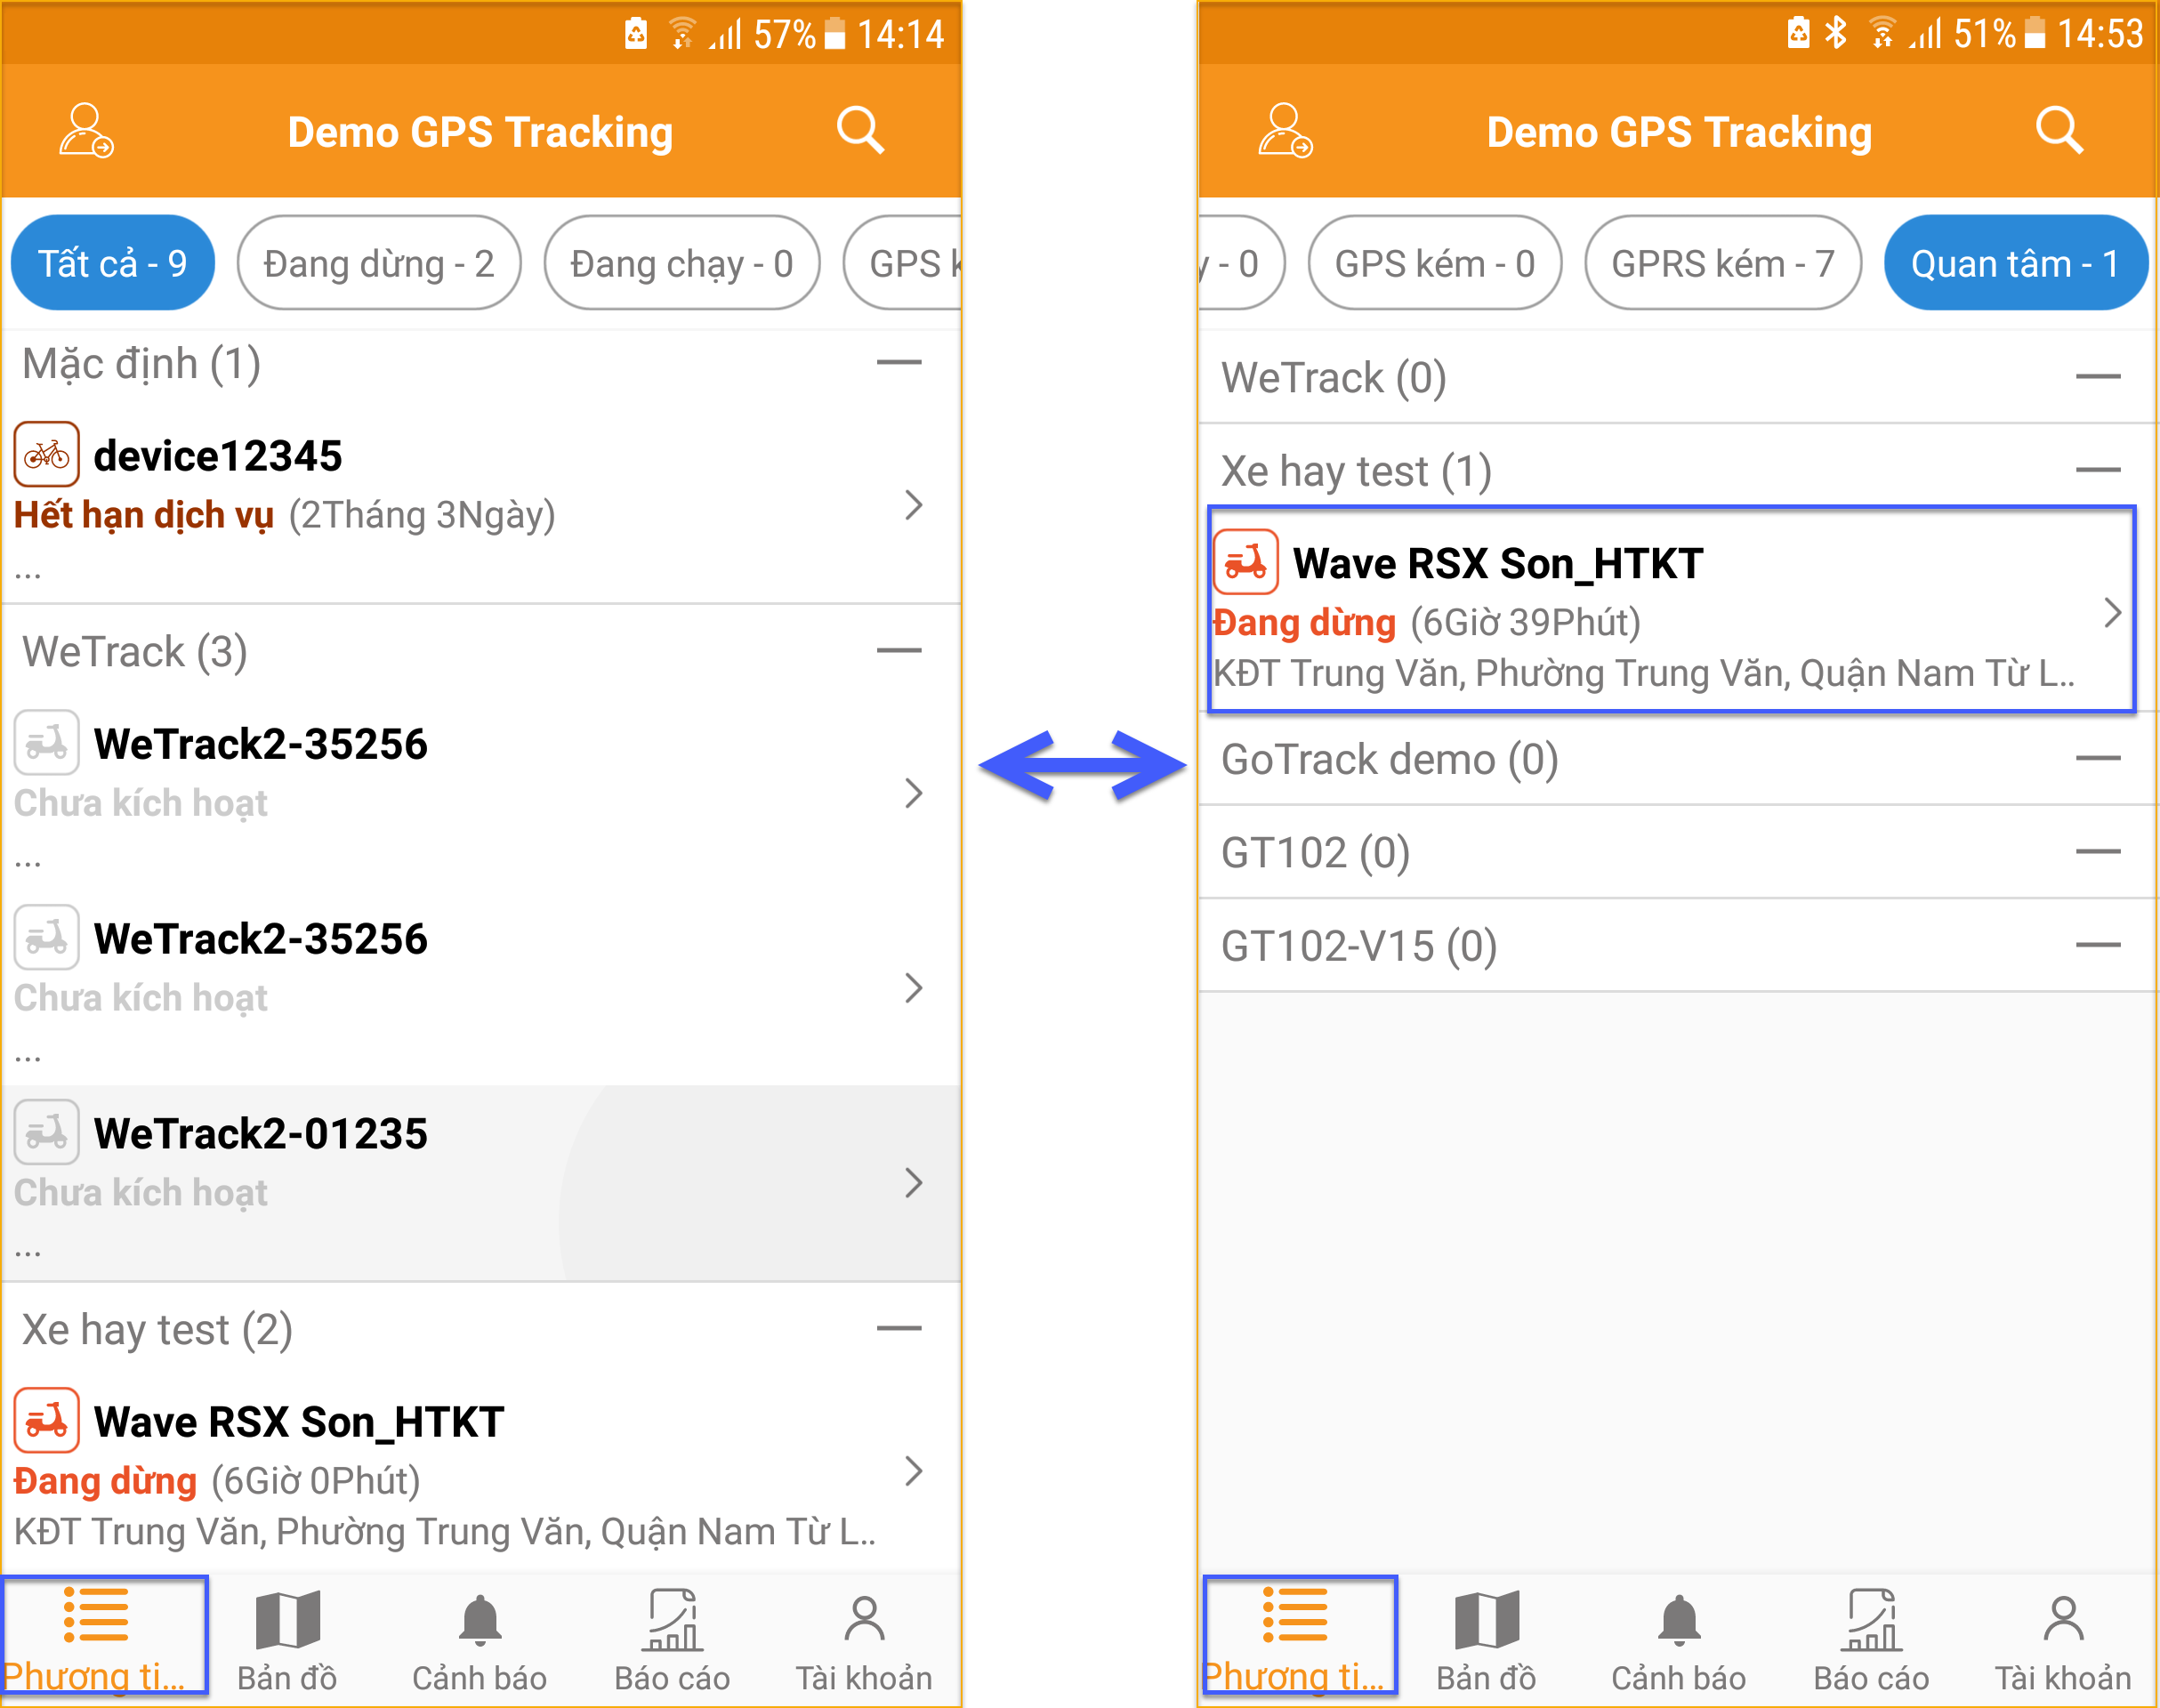 57% 14:14
Demo GPS Tracking
Tất cả - 9
Đang dừng - 2
Đang chạy - 0
GPS
Mặc định (1)
device12345
Hết hạn dịch vụ (2Tháng 3Ngày)
...
WeTrack (3)
WeTrack2-35256
Chưa kích hoạt
...
WeTrack2-35256
Chưa kích hoạt
...
WeTrack2-01235
Chưa kích hoạt
...
Xe hay test (2)
Wave RSX Son_HTKT
Đang dừng (6Giờ 0Phút)
KĐT Trung Văn, Phường Trung Văn, Quận Nam Từ L..
Phương ti...
Bản đồ
Cảnh báo
Báo cáo
Tài khoản
51% 14:53
Demo GPS Tracking
y - 0
GPS kém - 0
GPRS kém - 7
Quan tâm - 1
WeTrack (0)
Xe hay test (1)
Wave RSX Son_HTKT
Đang dừng (6Giờ 39Phút)
KĐT Trung Văn, Phường Trung Văn, Quận Nam Từ L..
GoTrack demo (0)
GT102 (0)
GT102-V15 (0)
Phương ti...
Bản đồ
Cảnh báo
Báo cáo
Tài khoản